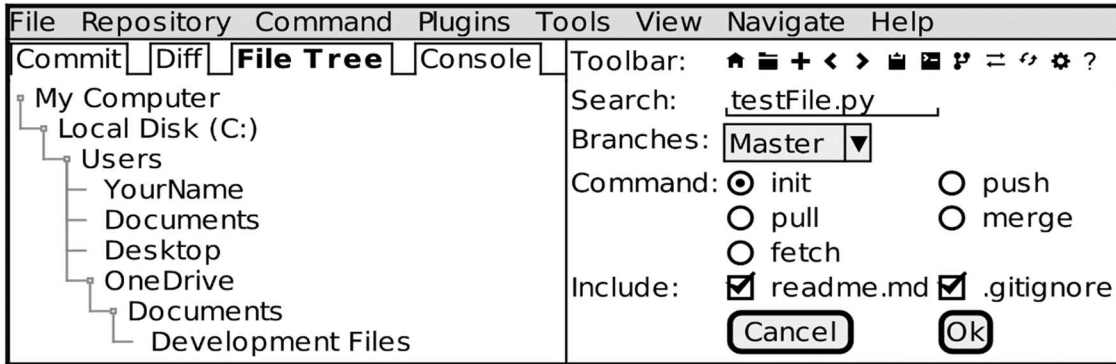 File Repository Command Plugins Tools View Navigate Help
Commit Diff File Tree Console
My Computer
Local Disk (C:)
Users
YourName
Documents
Desktop
OneDrive
Documents
Development Files
Toolbar: ?
Search: testFile.py
Branches: Master
Command: init push
pull merge
fetch
Include: readme.md .gitignore
Cancel Ok